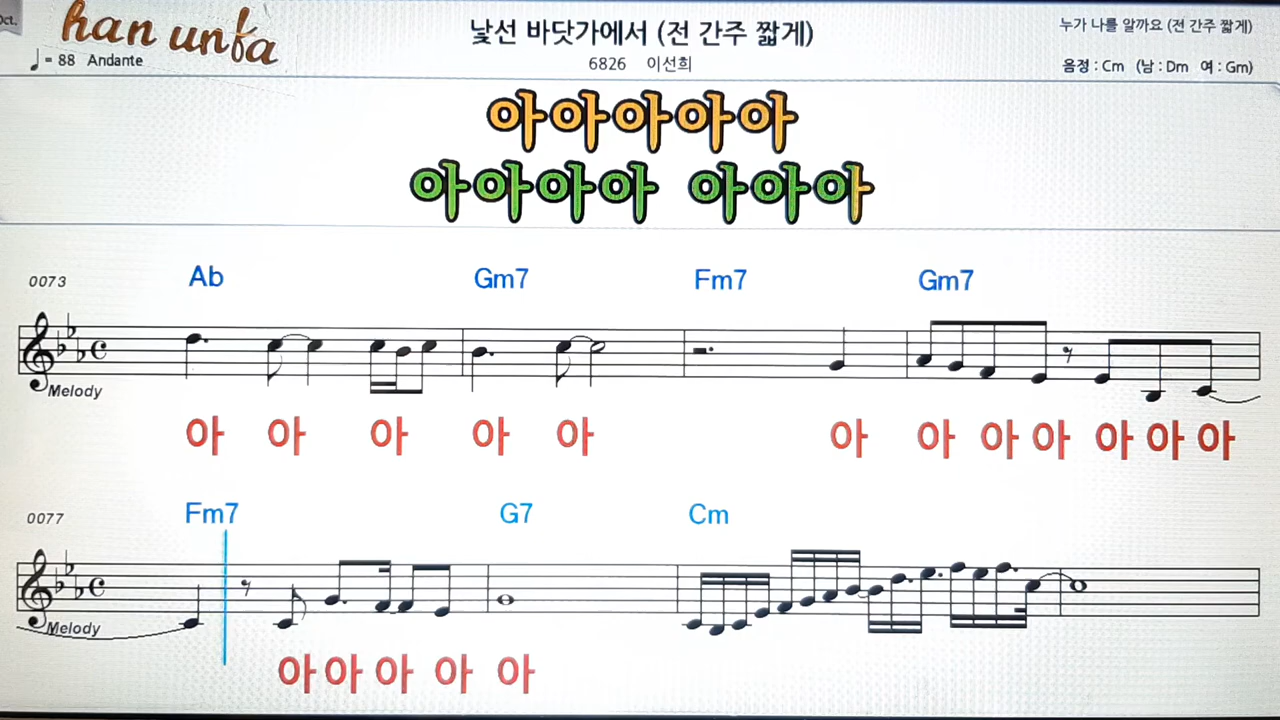 Oct.
han unfa
♩= 88 Andante
낯선 바닷가에서 (전 간주 짧게)
6826 이선희
누가 나를 알까요 (전 간주 짧게)
음정 : Cm (남 : Dm 여 : Gm)
아아아아아
아아아아 아아아
0073 Ab Gm7 Fm7 Gm7
Melody
아 아 아 아 아 아 아 아 아 아 아 아
0077 Fm7 G7 Cm
Melody
아 아 아 아 아